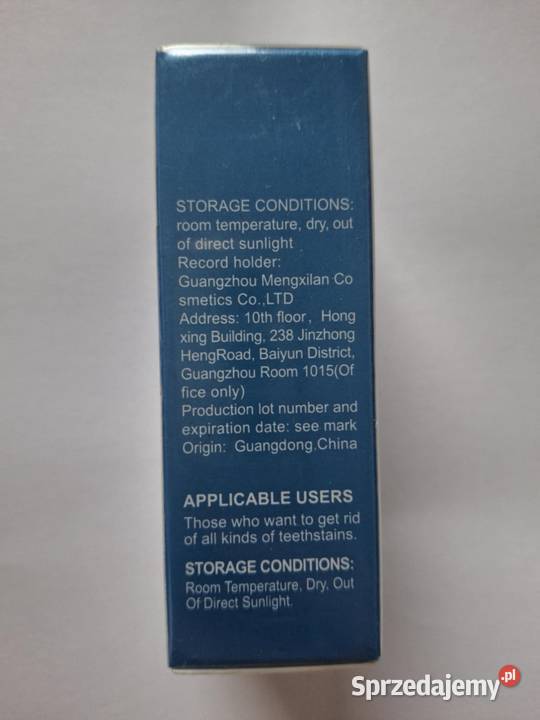 STORAGE CONDITIONS:
room temperature, dry, out
of direct sunlight
Record holder:
Guangzhou Mengxilan Co
smetics Co.,LTD
Address: 10th floor, Hong
xing Building, 238 Jinzhong
HengRoad, Baiyun District,
Guangzhou Room 1015(Of
fice only)
Production lot number and
expiration date: see mark
Origin: Guangdong.China
APPLICABLE USERS
Those who want to get rid
of all kinds of teethstains.
STORAGE CONDITIONS:
Room Temperature, Dry, Out
Of Direct Sunlight.
Sprzedajemy.pl